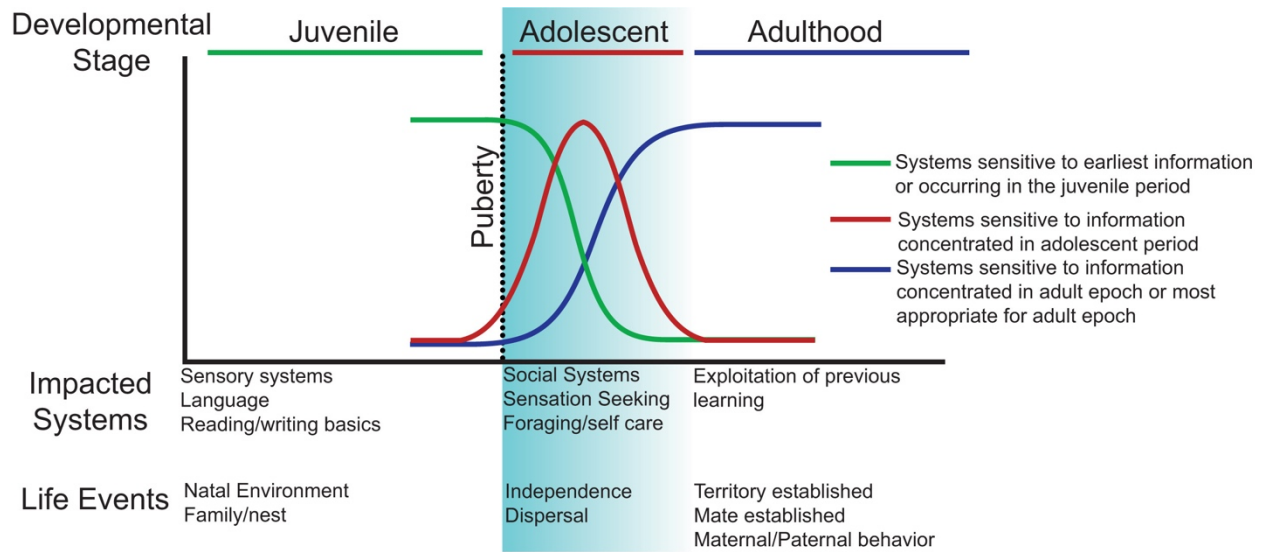 Developmental
Stage
Juvenile
Adolescent
Adulthood
Puberty
Systems sensitive to earliest information
or occurring in the juvenile period
Systems sensitive to information
concentrated in adolescent period
Systems sensitive to information
concentrated in adult epoch or most
appropriate for adult epoch
Impacted
Systems
Sensory systems
Language
Reading/writing basics
Social Systems
Sensation Seeking
Foraging/self care
Exploitation of previous
learning
Life Events
Natal Environment
Family/nest
Independence
Dispersal
Territory established
Mate established
Maternal/Paternal behavior